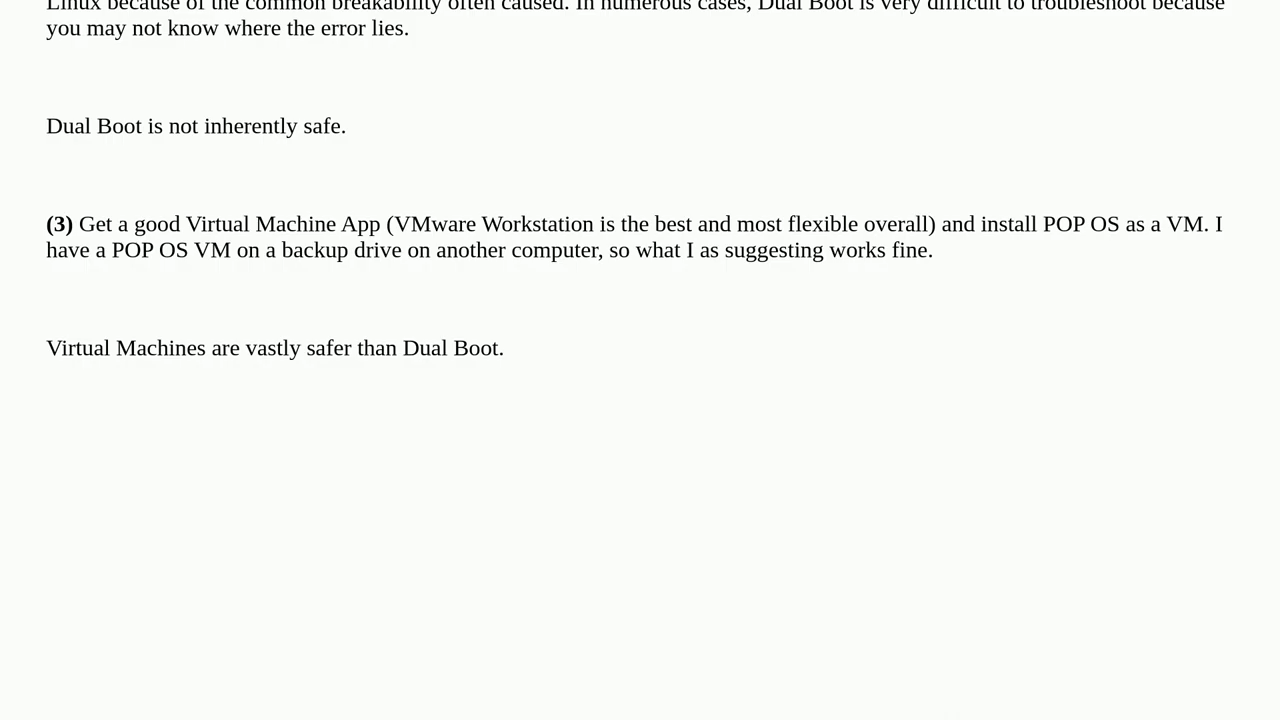 Linux because of the common breakability often caused. In numerous cases, Dual Boot is very difficult to troubleshoot because
you may not know where the error lies.
Dual Boot is not inherently safe.
(3) Get a good Virtual Machine App (VMware Workstation is the best and most flexible overall) and install POP OS as a VM. I
have a POP OS VM on a backup drive on another computer, so what I as suggesting works fine.
Virtual Machines are vastly safer than Dual Boot.